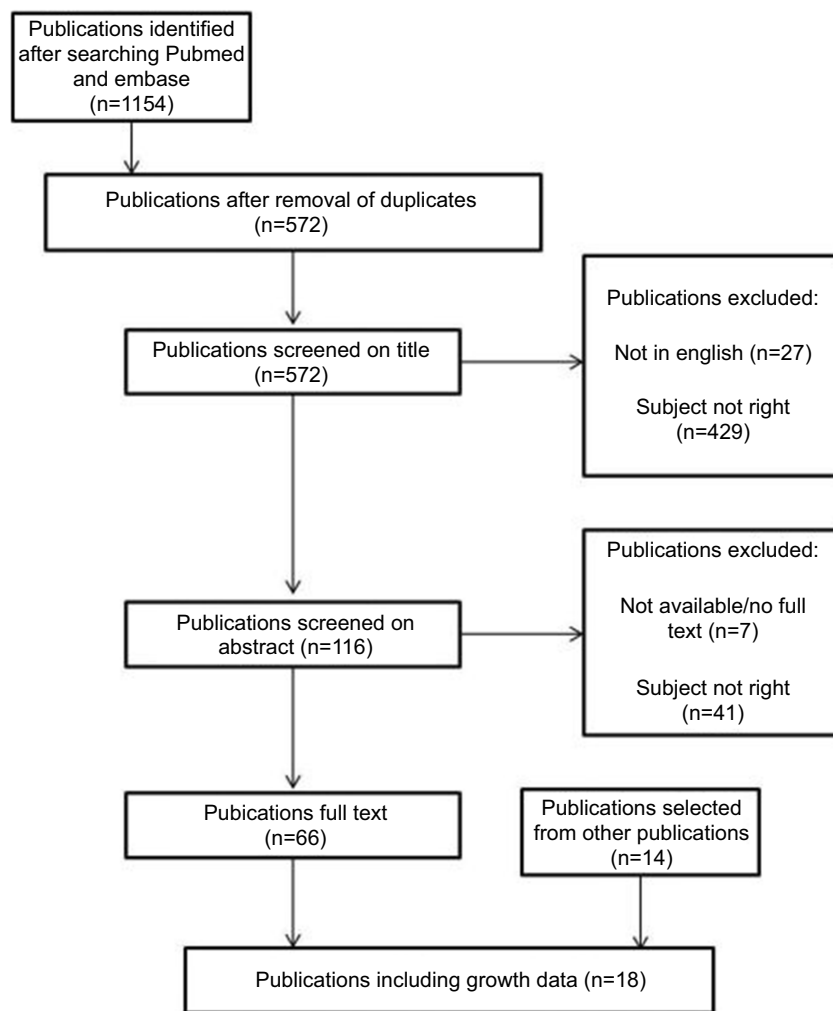 Publications identified
after searching Pubmed
and embase
(n=1154)
Publications after removal of duplicates
(n=572)
Publications screened on title
(n=572)
Publications excluded:
Not in english (n=27)
Subject not right
(n=429)
Publications screened on
abstract (n=116)
Publications excluded:
Not available/no full
text (n=7)
Subject not right
(n=41)
Pubications full text
(n=66)
Publications selected
from other publications
(n=14)
Publications including growth data (n=18)